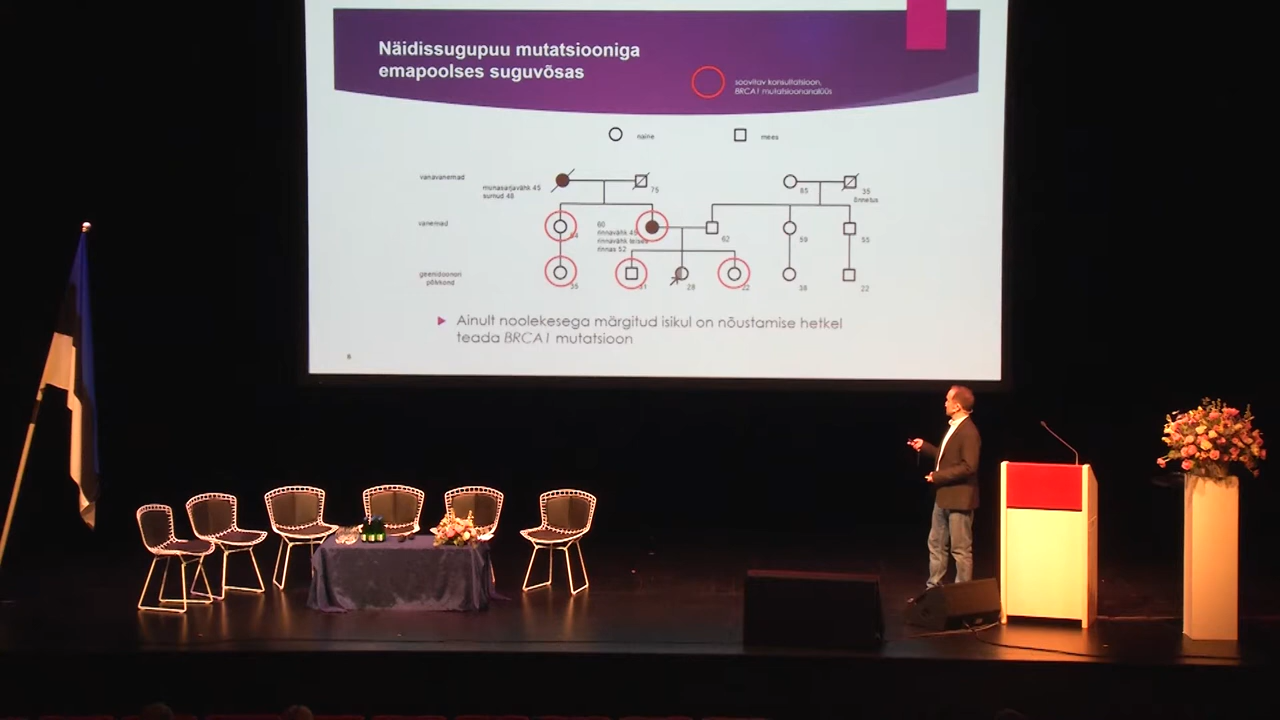 Näidissugupuu mutatsiooniga
emapoolses suguvõsas
soovitav konsultatsioon,
BRCA1 mutatsioonanalüüs
naine
mees
vanavanemad
munasarjavähk 45
surnud 48
75
85
35
Õnnetus
vanemad
60
rinnavähk 45
rinnavähk teises
rinnas 52
62
59
55
geenidoonori
põlvkond
35
31
28
22
38
22
Ainult noolekesega märgitud isikul on nõustamise hetkel
teada BRCA1 mutatsioon